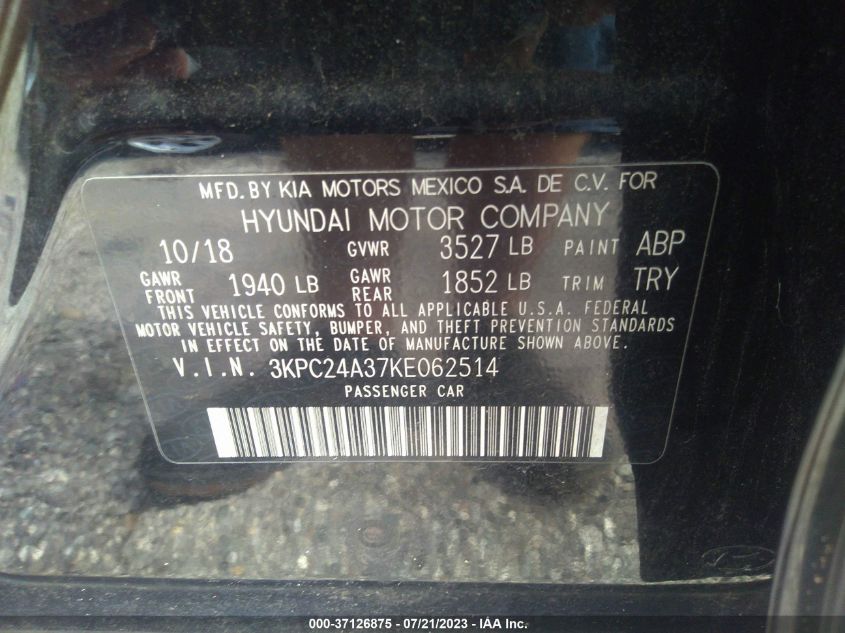 MFD. BY KIA MOTORS MEXICO S.A. DE C.V. FOR
HYUNDAI MOTOR COMPANY
10/18 GVWR 3527 LB PAINT ABP
GAWR FRONT 1940 LB GAWR REAR 1852 LB TRIM TRY
THIS VEHICLE CONFORMS TO ALL APPLICABLE U.S.A. FEDERAL
MOTOR VEHICLE SAFETY, BUMPER, AND THEFT PREVENTION STANDARDS
IN EFFECT ON THE DATE OF MANUFACTURE SHOWN ABOVE.
V.I.N. 3KPC24A37KE062514
PASSENGER CAR
000-37126875 / 07/21/2023 - IAA Inc.